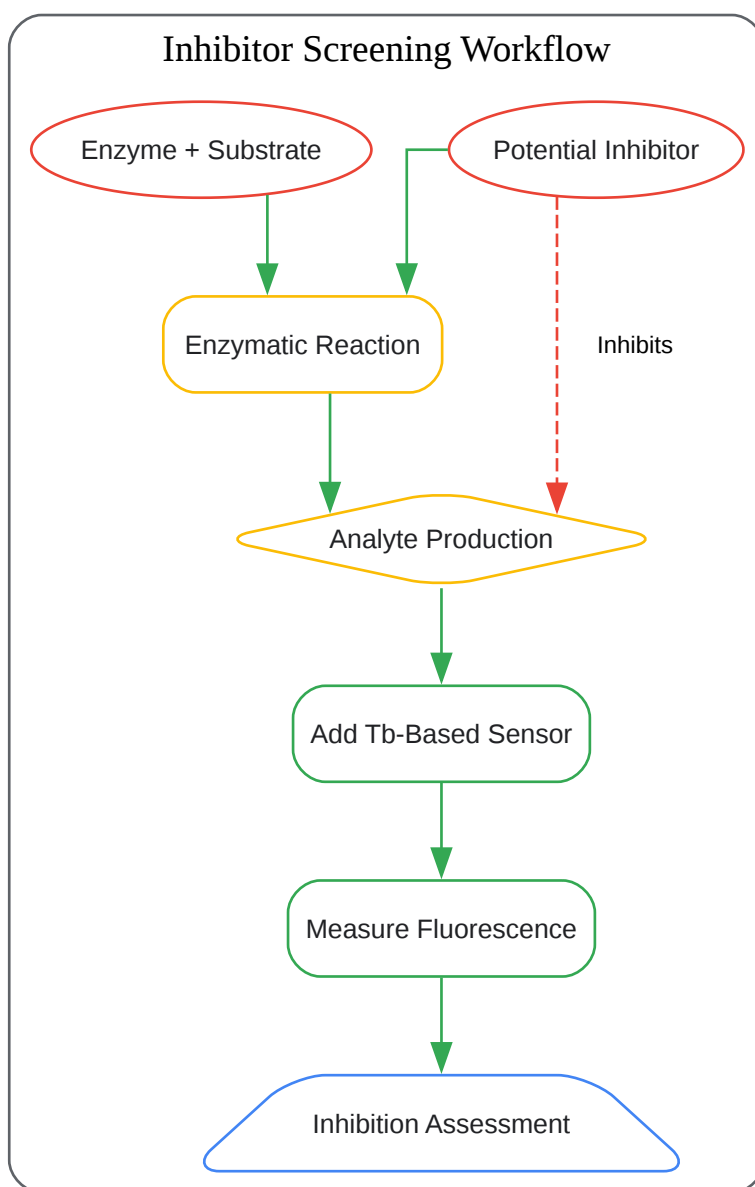 Inhibitor Screening Workflow
Enzyme + Substrate
Potential Inhibitor
Enzymatic Reaction
Inhibits
Analyte Production
Add Tb-Based Sensor
Measure Fluorescence
Inhibition Assessment